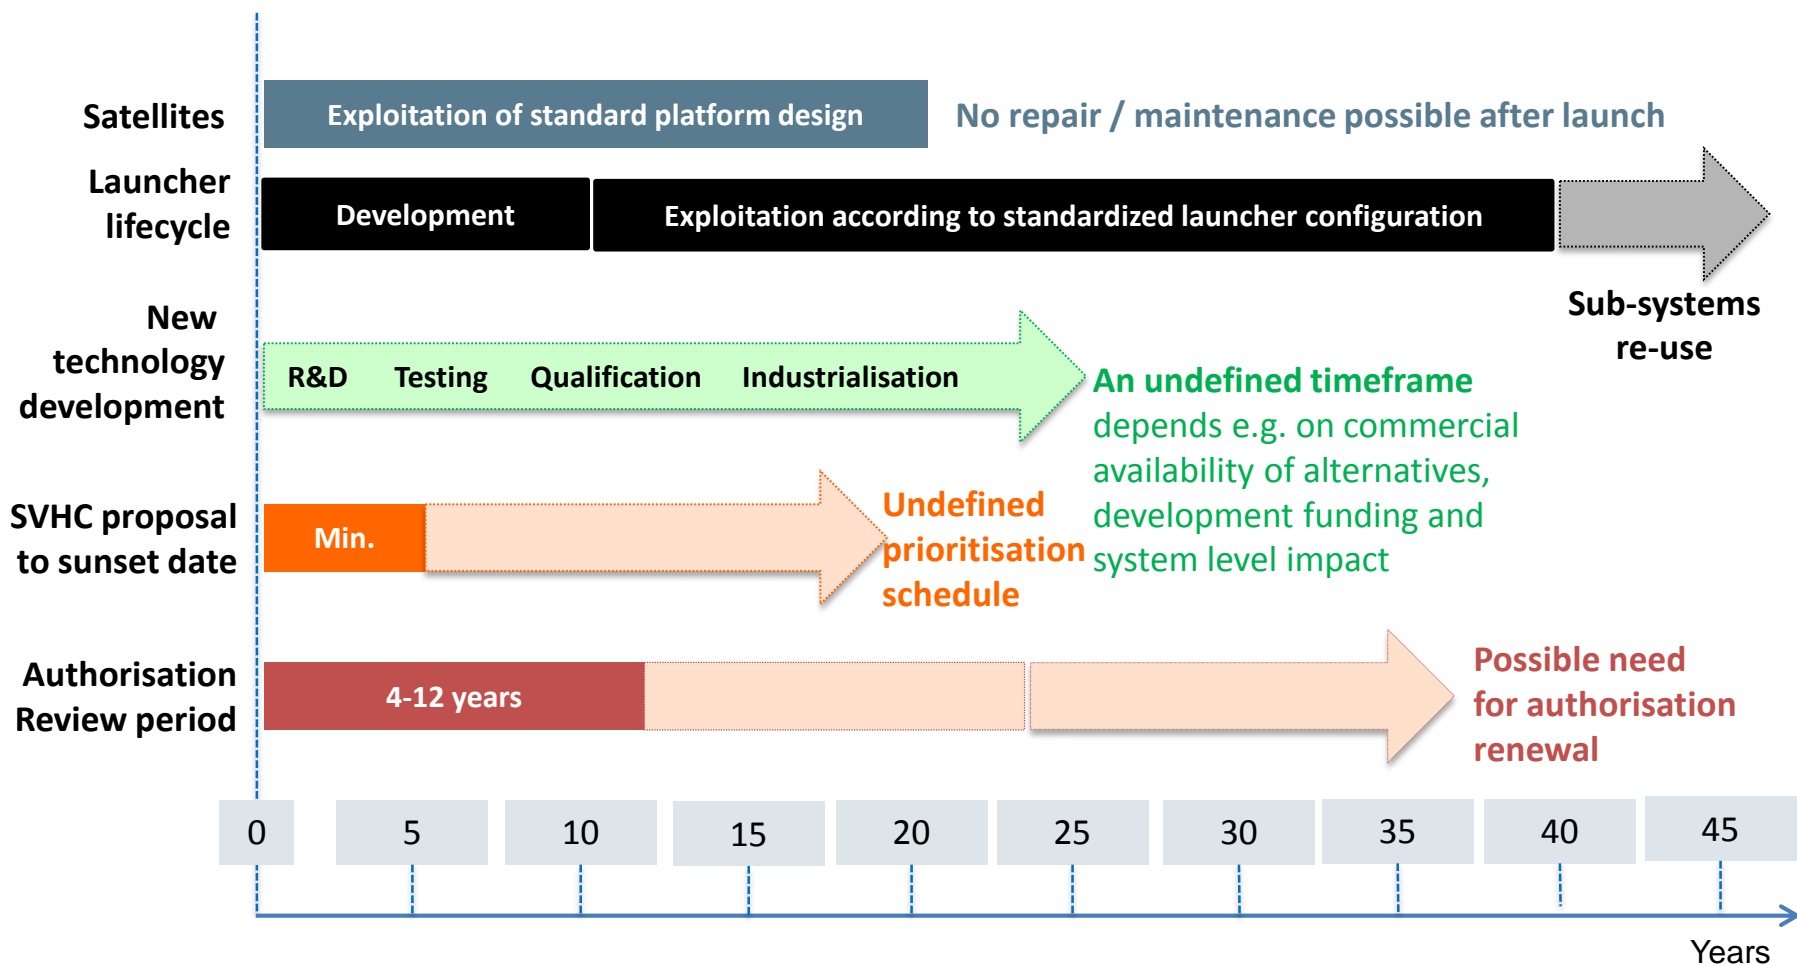 Satellites
Exploitation of standard platform design
No repair / maintenance possible after launch
Launcher
lifecycle
Development
Exploitation according to standardized launcher configuration
Sub-systems
re-use
New
technology
development
R&D Testing Qualification Industrialisation
An undefined timeframe
depends e.g. on commercial
availability of alternatives,
development funding and
system level impact
SVHC proposal
to sunset date
Min.
Undefined
prioritisation
schedule
Authorisation
Review period
4-12 years
Possible need
for authorisation
renewal
0 5 10 15 20 25 30 35 40 45
Years